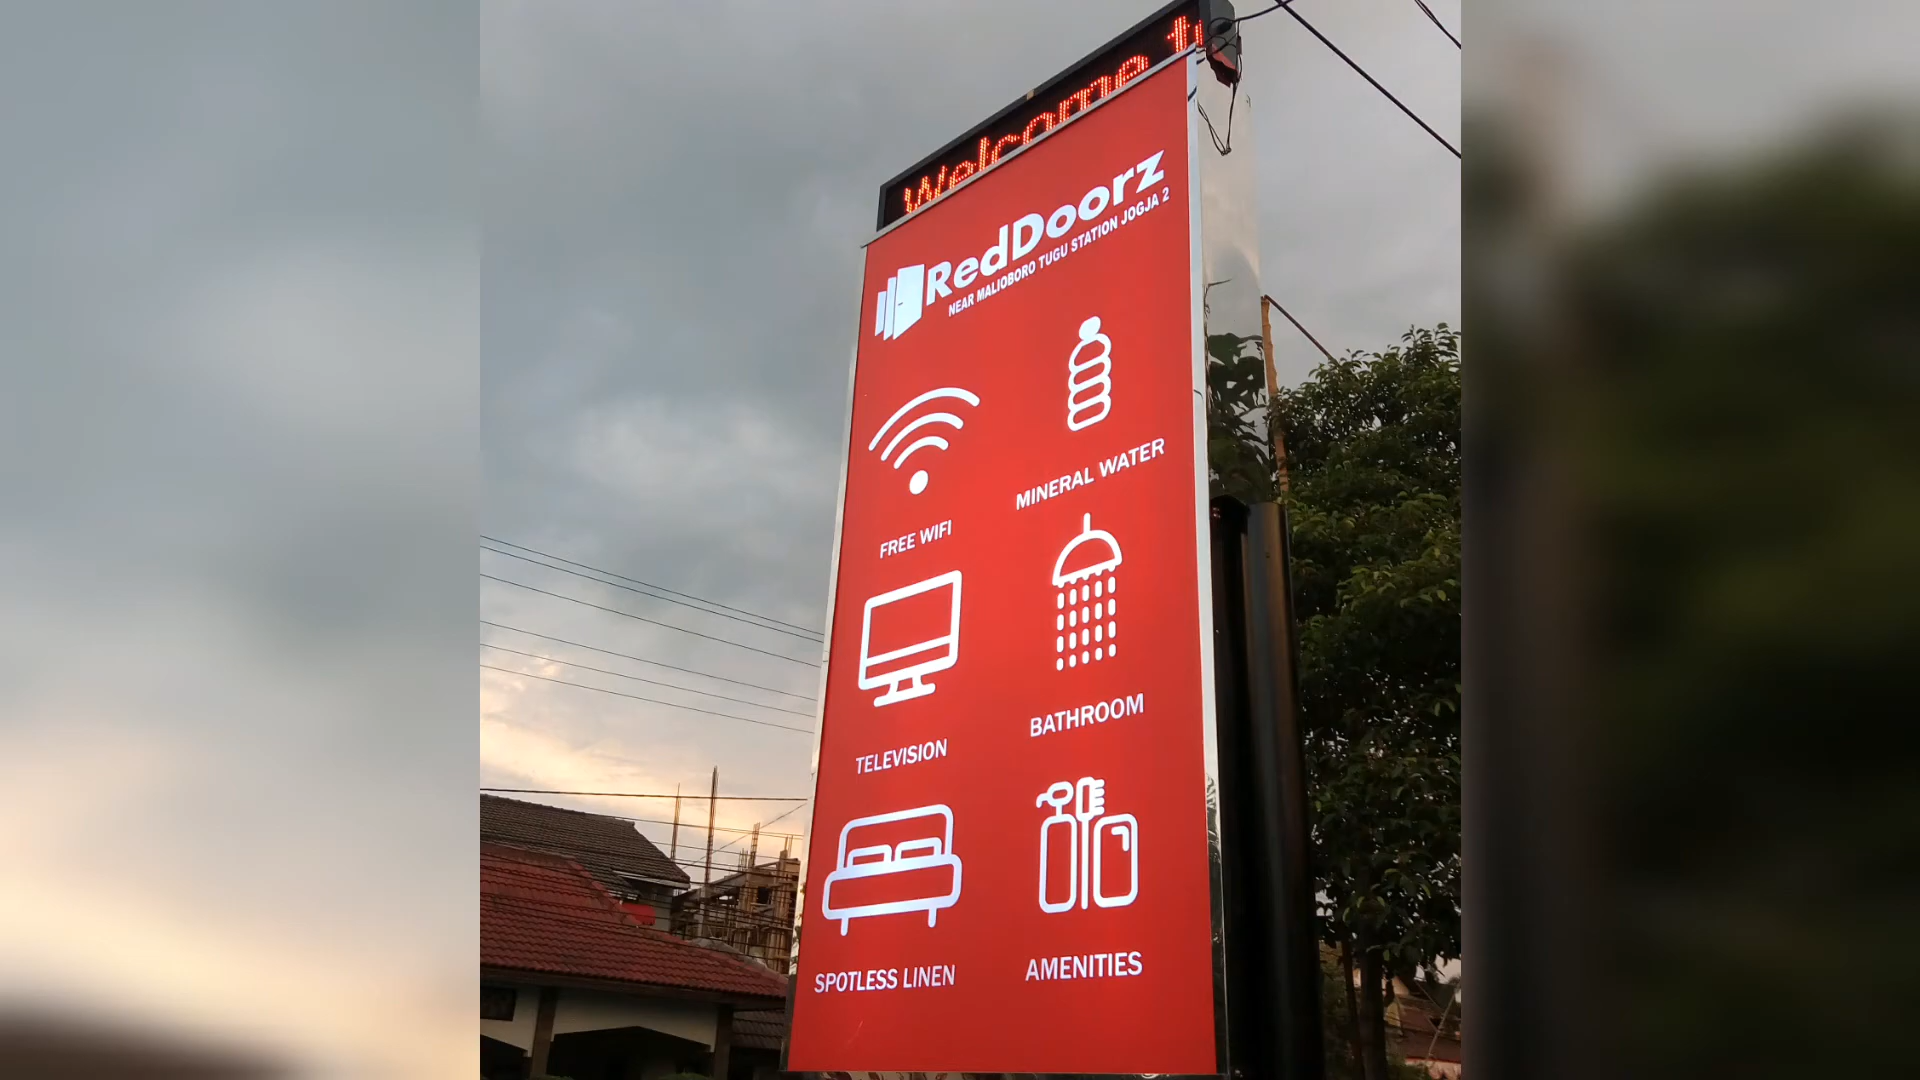 Welcome t
RedDoorz
NEAR MALIOBORO TUGU STATION JOGJA 2
FREE WIFI
MINERAL WATER
TELEVISION
BATHROOM
SPOTLESS LINEN
AMENITIES